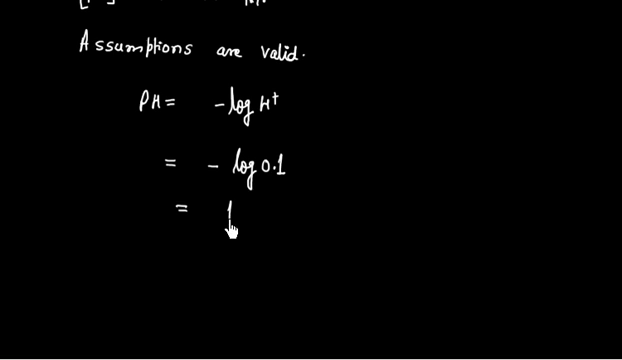 Assumptions are valid.
PH = - log H⁺
= - log 0.1
= 1